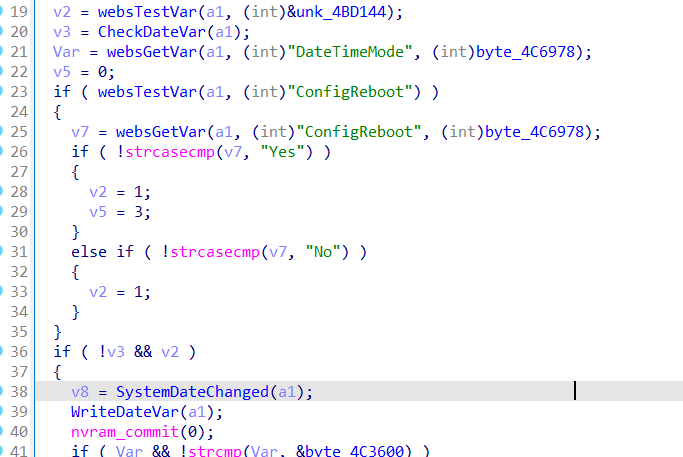 19 v2 = websTestVar(a1, (int)&unk_4BD144);
20 v3 = CheckDateVar(a1);
21 Var = websGetVar(a1, (int)"DateTimeMode", (int)byte_4C6978);
22 v5 = 0;
23 if ( websTestVar(a1, (int)"ConfigReboot") )
24 {
25 v7 = websGetVar(a1, (int)"ConfigReboot", (int)byte_4C6978);
26 if ( !strcasecmp(v7, "Yes") )
27 {
28 v2 = 1;
29 v5 = 3;
30 }
31 else if ( !strcasecmp(v7, "No") )
32 {
33 v2 = 1;
34 }
35 }
36 if ( !v3 && v2 )
37 {
38 v8 = SystemDateChanged(a1);
39 WriteDateVar(a1);
40 nvram_commit(0);
41 if ( Var && !strcmp(Var, &byte_4C3600) )